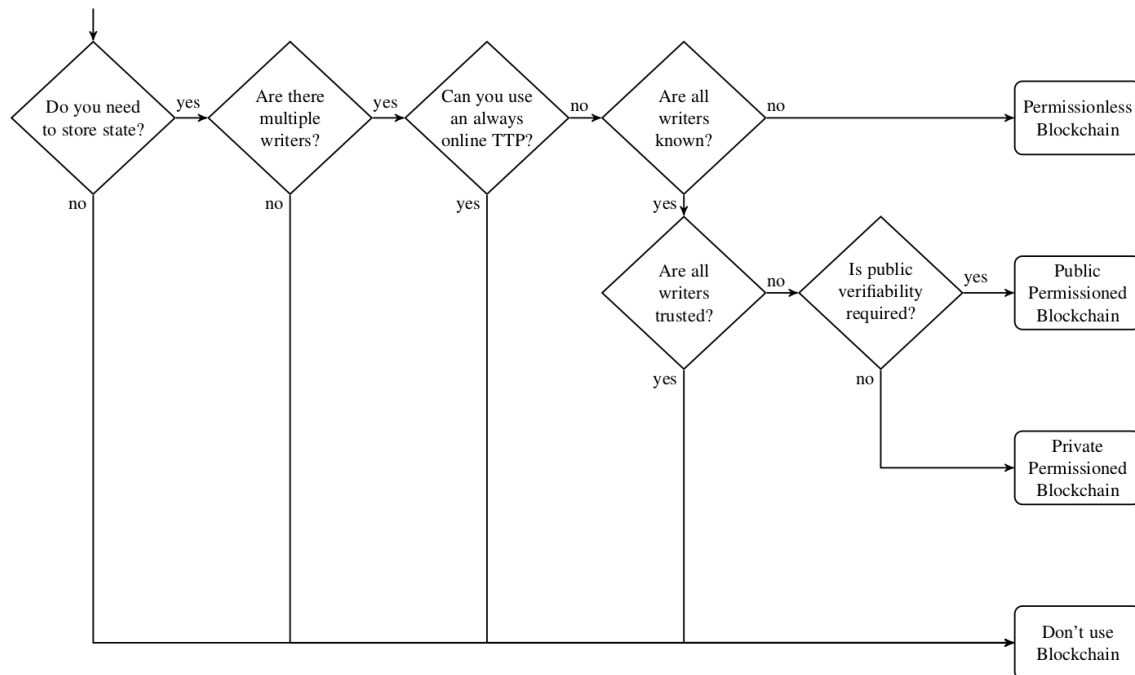 Do you need
to store state?
yes
no
Are there
multiple
writers?
yes
no
Can you use
an always
online TTP?
no
yes
Are all
writers
known?
no
yes
Permissionless
Blockchain
Are all
writers
trusted?
no
yes
Is public
verifiability
required?
yes
no
Public
Permissioned
Blockchain
Private
Permissioned
Blockchain
Don't use
Blockchain